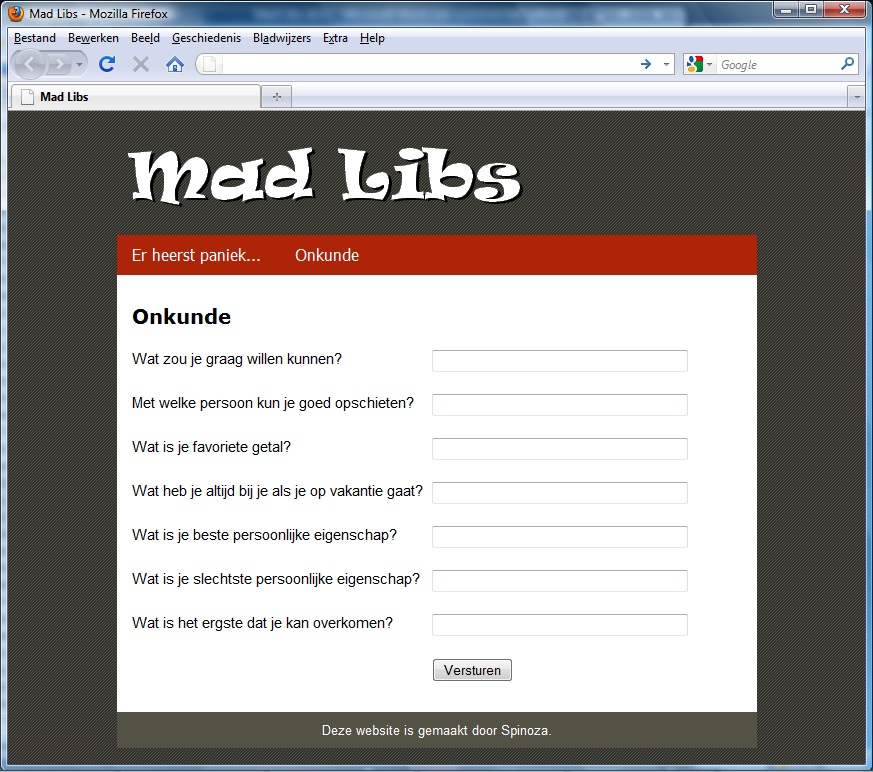 Mad Libs - Mozilla Firefox
Bestand Bewerken Beeld Geschiedenis Bladwijzers Extra Help
Google
Mad Libs
Mad Libs
Er heerst paniek... Onkunde
Onkunde
Wat zou je graag willen kunnen?
Met welke persoon kun je goed opschieten?
Wat is je favoriete getal?
Wat heb je altijd bij je als je op vakantie gaat?
Wat is je beste persoonlijke eigenschap?
Wat is je slechtste persoonlijke eigenschap?
Wat is het ergste dat je kan overkomen?
Versturen
Deze website is gemaakt door Spinoza.